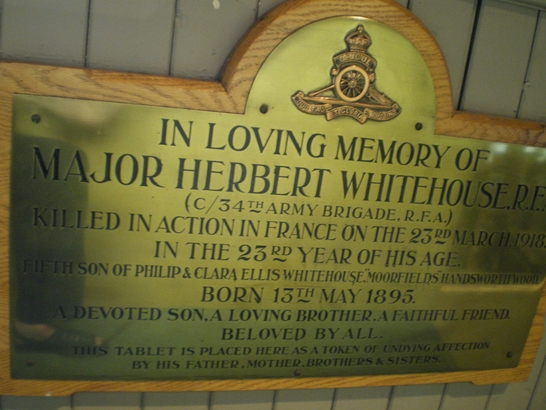 IN LOVING MEMORY OF
MAJOR HERBERT WHITEHOUSE, R.F.
(C/34TH ARMY BRIGADE, R.F.A.)
KILLED IN ACTION IN FRANCE ON THE 23RD MARCH 1918.
IN THE 23RD YEAR OF HIS AGE.
FIFTH SON OF PHILIP & CLARA ELLIS WHITEHOUSE, "MOORFIELDS" HANDSWORTH WOOD.
BORN 13TH MAY 1895.
A DEVOTED SON, A LOVING BROTHER, A FAITHFUL FRIEND.
BELOVED BY ALL.
THIS TABLET IS PLACED HERE AS A TOKEN OF UNDYING AFFECTION
BY HIS FATHER, MOTHER, BROTHERS & SISTERS.